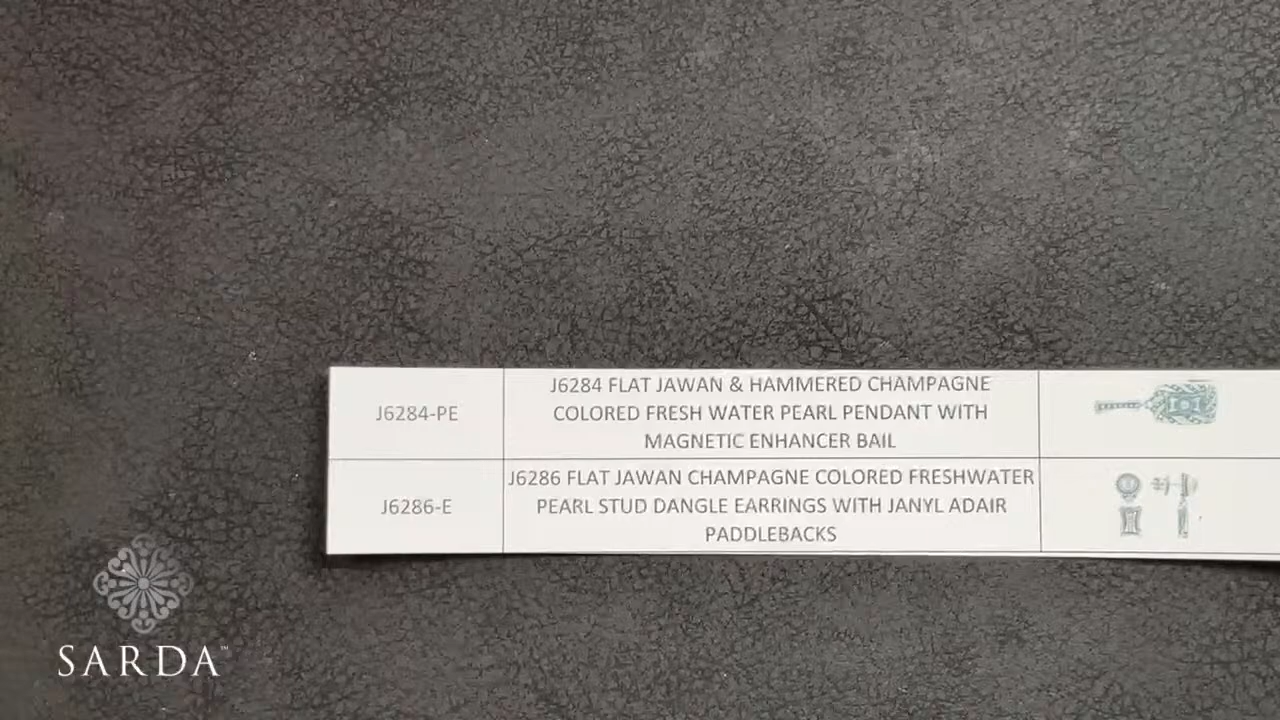 J6284-PE
J6284 FLAT JAWAN & HAMMERED CHAMPAGNE
COLORED FRESH WATER PEARL PENDANT WITH
MAGNETIC ENHANCER BAIL
J6286-E
J6286 FLAT JAWAN CHAMPAGNE COLORED FRESHWATER
PEARL STUD DANGLE EARRINGS WITH JANYL ADAIR
PADDLEBACKS
SARDA™